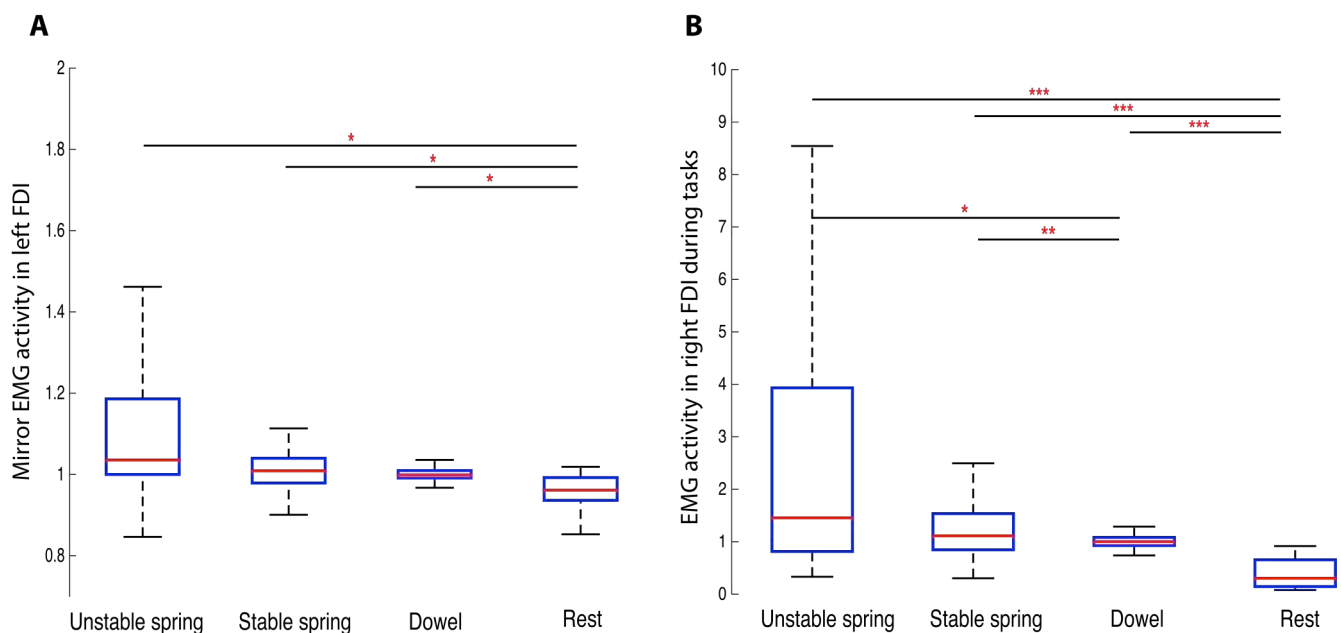 A
Mirror EMG activity in left FDI
2
1.8
1.6
1.4
1.2
1
0.8
*
*
*
Unstable spring
Stable spring
Dowel
Rest
B
EMG activity in right FDI during tasks
10
9
8
7
6
5
4
3
2
1
0
***
***
***
*
**
Unstable spring
Stable spring
Dowel
Rest